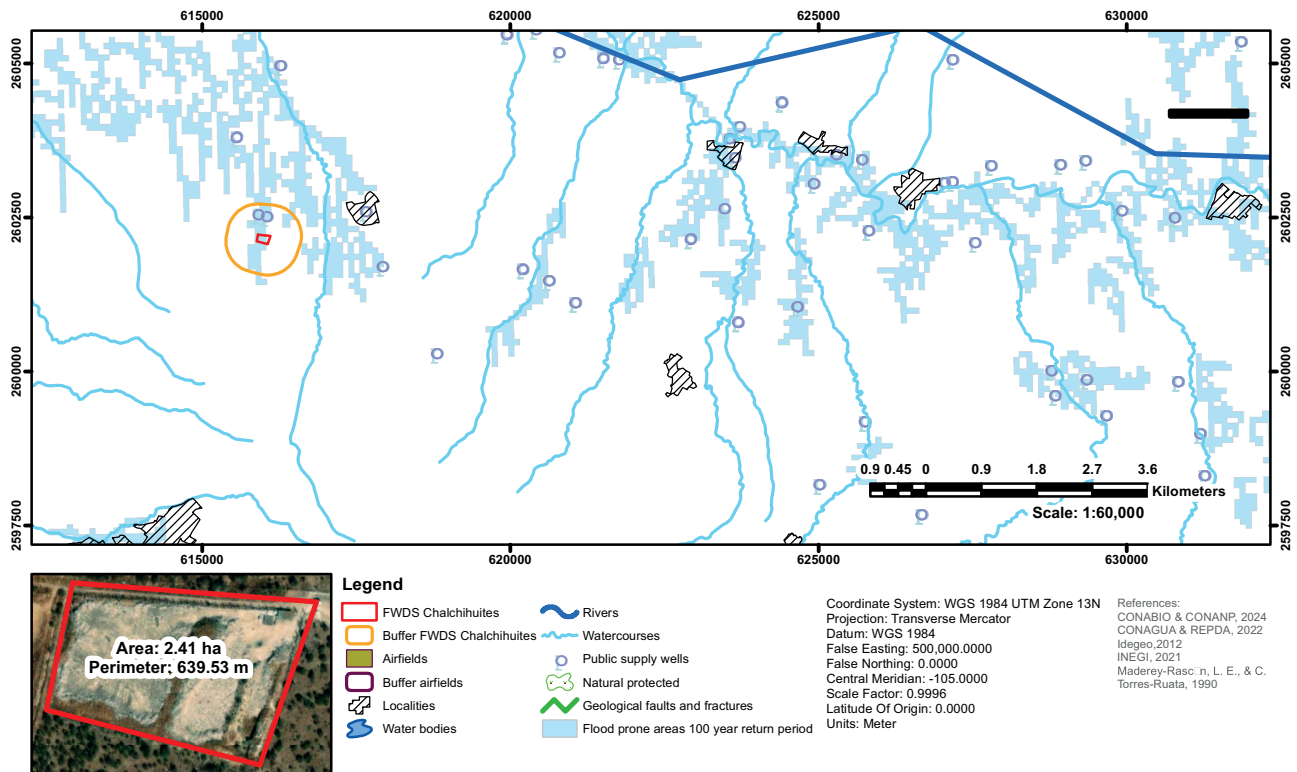 615000 620000 625000 630000
2605000 2605000
2602500 2602500
2600000 2600000
2597500 2597500
0.9 0.45 0 0.9 1.8 2.7 3.6
Kilometers
Scale: 1:60,000
615000 620000 625000 630000
Area: 2.41 ha
Perimeter: 639.53 m
Legend
FWDS Chalchihuites
Buffer FWDS Chalchihuites
Airfields
Buffer airfields
Localities
Water bodies
Rivers
Watercourses
Public supply wells
Natural protected
Geological faults and fractures
Flood prone areas 100 year return period
Coordinate System: WGS 1984 UTM Zone 13N
Projection: Transverse Mercator
Datum: WGS 1984
False Easting: 500,000.0000
False Northing: 0.0000
Central Meridian: -105.0000
Scale Factor: 0.9996
Latitude Of Origin: 0.0000
Units: Meter
References:
CONABIO & CONANP, 2024
CONAGUA & REPDA, 2022
Idegeo,2012
INEGI, 2021
Maderey-Rasc▯n, L. E., & C.
Torres-Ruata, 1990